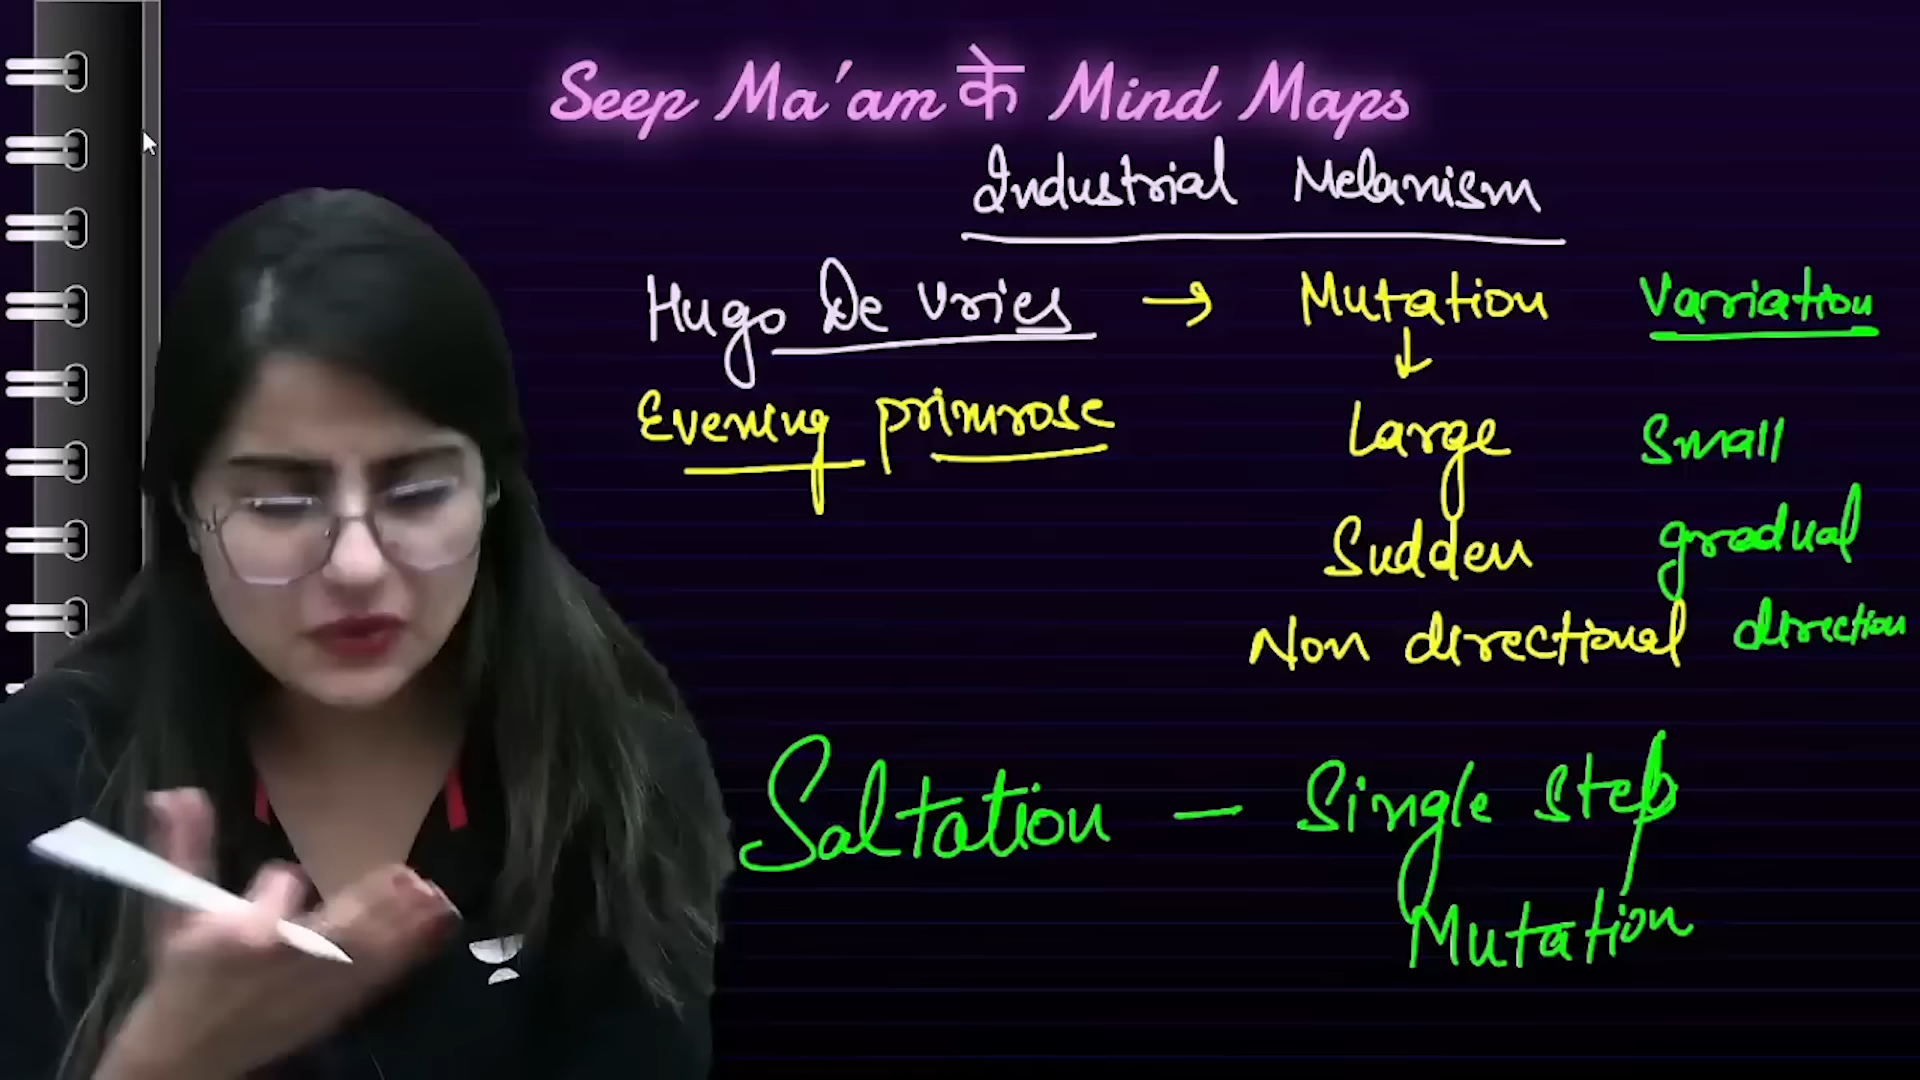 Seep Ma'am के Mind Maps
Industrial Melanism
Hugo De Vries → Mutation Variation
↓
Evening primrose Large Small
Sudden gradual
Non directional direction
Saltation - Single step
Mutation